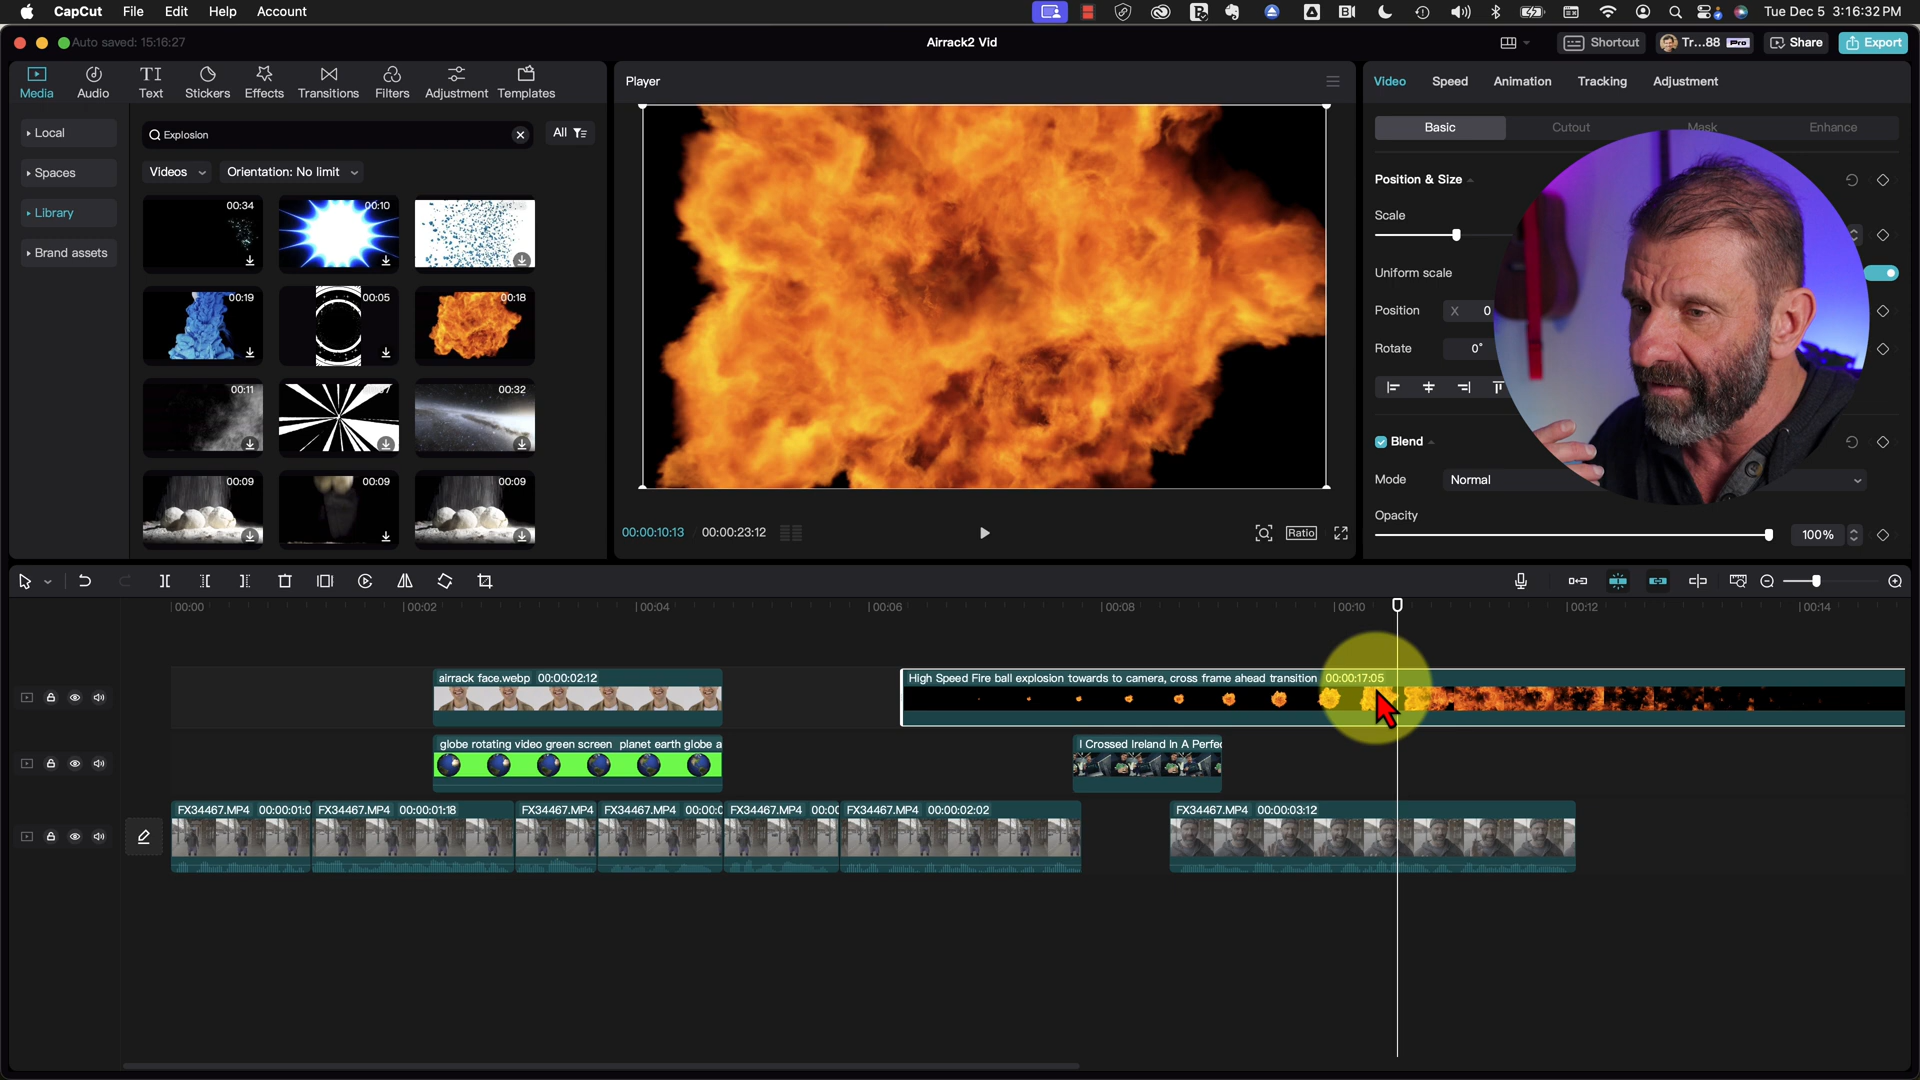 CapCut File Edit Help Account
Tue Dec 5 3:16:32 PM
Auto saved: 15:16:27
Airrack2 Vid
Shortcut
Tr...88 Pro
Share
Export
Media Audio Text Stickers Effects Transitions Filters Adjustment Templates
Player
Video Speed Animation Tracking Adjustment
Local
Spaces
Library
Brand assets
Explosion
All
Videos
Orientation: No limit
00:34 00:10
00:19 00:05 00:18
00:11 00:32
00:09 00:09 00:09
Basic Cutout Mask Enhance
Position & Size
Scale
Uniform scale
Position X 0
Rotate 0°
Blend
Mode Normal
Opacity
100%
00:00:10:13 00:00:23:12
Ratio
00:00 00:02 00:04 00:06 00:08 00:10 00:12 00:14
airrack face.webp 00:00:02:12
High Speed Fire ball explosion towards to camera, cross frame ahead transition 00:00:17:05
globe rotating video green screen planet earth globe a
I Crossed Ireland In A Perfec
FX34467.MP4 00:00:01:0 FX34467.MP4 00:00:01:18 FX34467.MP4 FX34467.MP4 00:00:0 FX34467.MP4 00:00 FX34467.MP4 00:00:02:02 FX34467.MP4 00:00:03:12